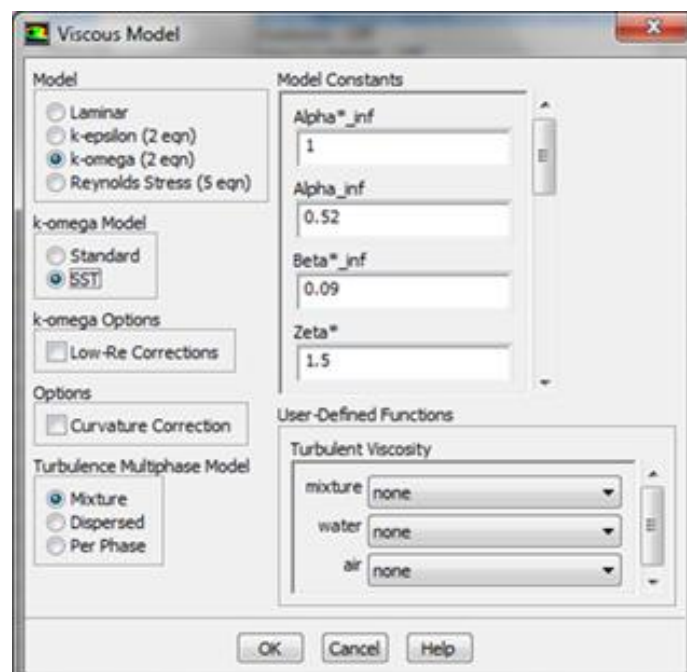 Viscous Model
Model
Laminar
k-epsilon (2 eqn)
k-omega (2 eqn)
Reynolds Stress (5 eqn)
k-omega Model
Standard
SST
k-omega Options
Low-Re Corrections
Options
Curvature Correction
Turbulence Multiphase Model
Mixture
Dispersed
Per Phase
Model Constants
Alpha*_inf
1
Alpha_inf
0.52
Beta*_inf
0.09
Zeta*
1.5
User-Defined Functions
Turbulent Viscosity
mixture none
water none
air none
OK Cancel Help